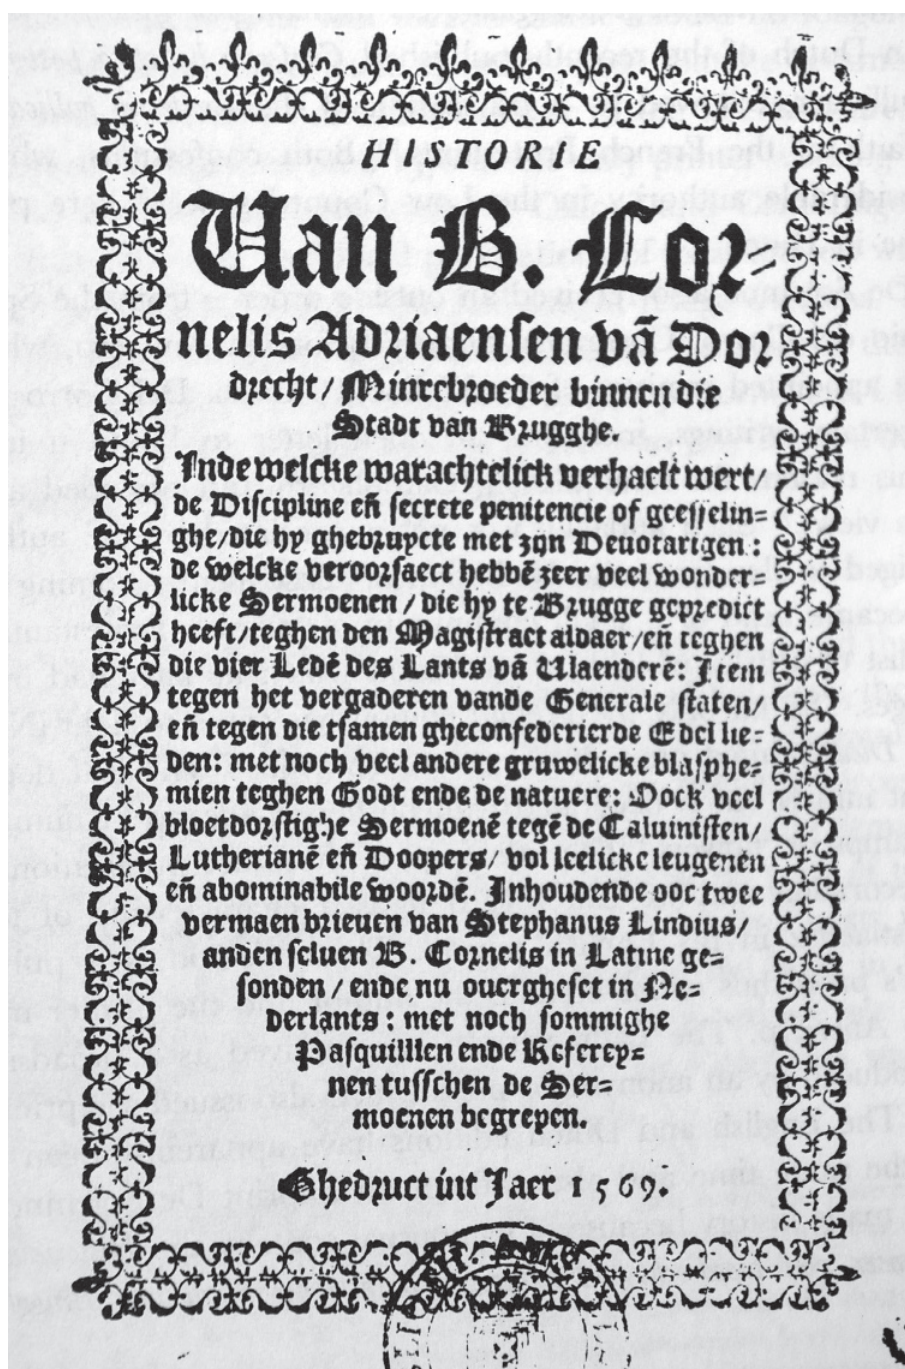 HISTORIE
Van B. Cor-
nelis Adriaensen vā Dor
drecht/ Minrebroeder binnen die
Stadt van Brugghe.
Inde welcke warachtelick verhaelt wert/
de Discipline eñ secrete penitencie of geesselin-
ghe/die hy ghebruycte met zyn Devotarigen:
de welcke veroorsaect hebbē zeer veel wonder-
licke Sermoenen/die hy te Brugge gepredict
heeft/teghen den Magistract aldaer/eñ teghen
die vier Ledē des Lants vā Vlaenderē: Item
tegen het vergaderen vande Generale staten/
eñ tegen die tsamen gheconfederierde Edel lie-
den: met noch veel andere gruwelicke blasphe-
mien teghen Godt ende de natuere: Oock veel
bloetdorstighe Sermoenē tegē de Caluinisten/
Lutherianē eñ Doopers/vol leelicke leugenen
eñ abominabile woordē. Inhoudende ooc twee
vermaen brieuen van Stephanus Lindius/
anden seluen B. Cornelis in Latine ge-
sonden/ende nu ouergheset in Ne-
derlants: met noch sommighe
Pasquilllen ende Referey-
nen tusschen de Ser-
moenen begrepen.
Ghedruct int Jaer 1569.